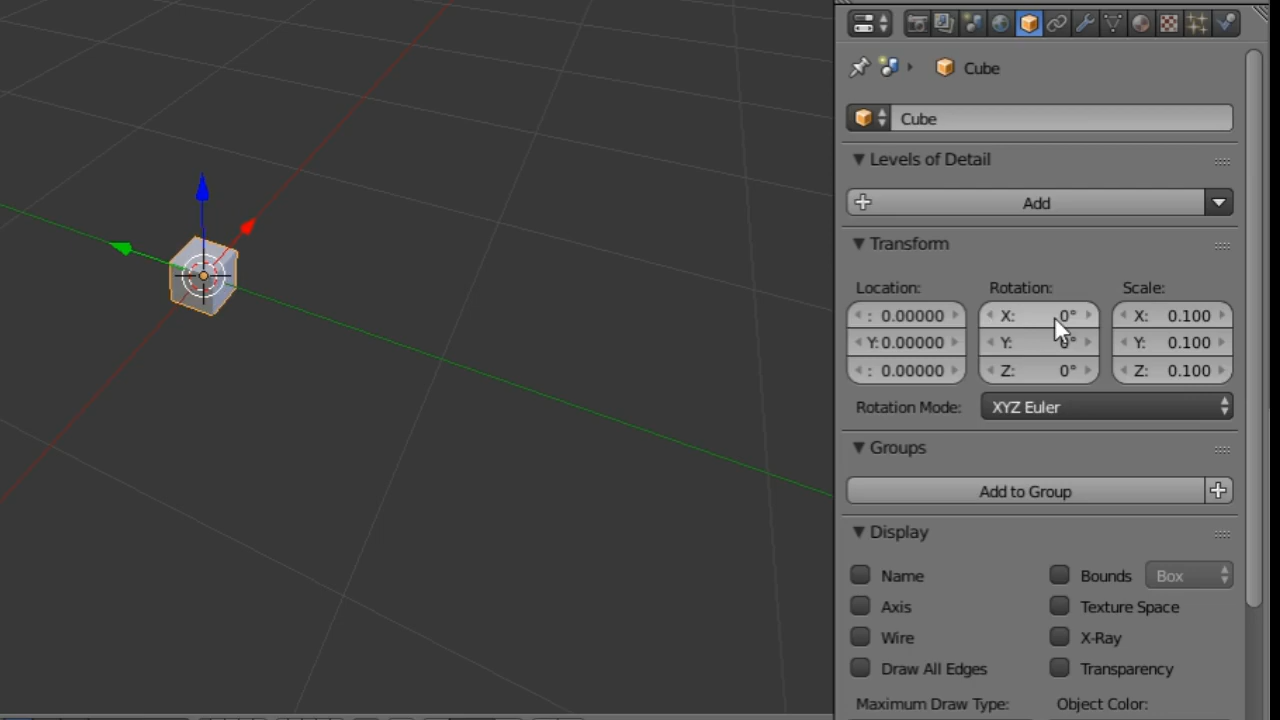 Cube
Cube
Levels of Detail
Add
Transform
Location: Rotation: Scale:
: 0.00000 X: 0° X: 0.100
Y: 0.00000 Y: 0° Y: 0.100
: 0.00000 Z: 0° Z: 0.100
Rotation Mode: XYZ Euler
Groups
Add to Group
Display
Name Bounds Box
Axis Texture Space
Wire X-Ray
Draw All Edges Transparency
Maximum Draw Type: Object Color: